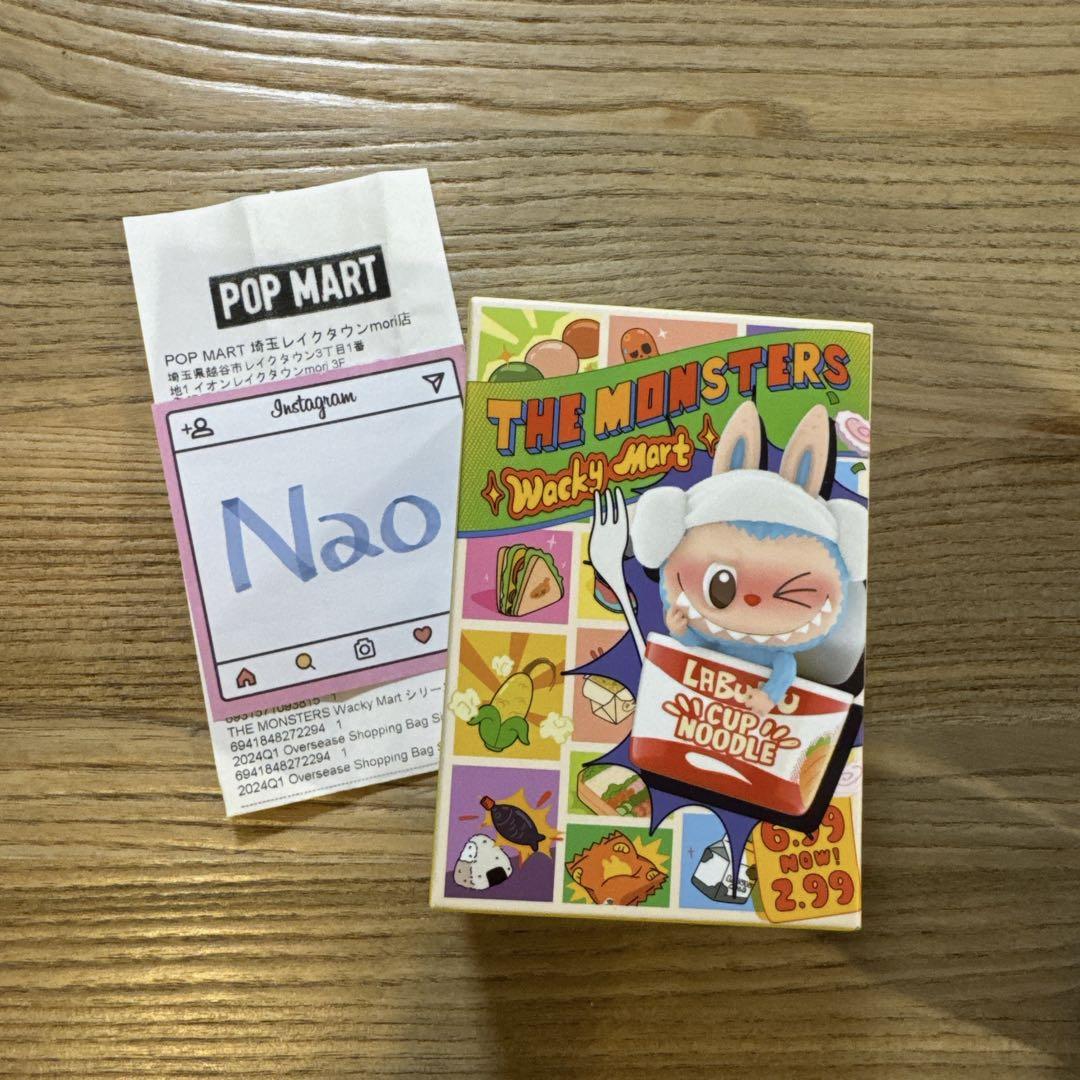 POP MART
POP MART 埼玉レイクタウンmori店
埼玉県越谷市レイクタウン3丁目1番
地1 イオンレイクタウンmori 3F
Instagram
Nao
6931571093815 1
THE MONSTERS Wacky Mart シリー
6941848272294 1
2024Q1 Oversease Shopping Bag S
6941848272294 1
2024Q1 Oversease Shopping Bag S
THE MONSTERS
Wacky Mart
LABUBU
CUP
NOODLE
6.99
NOW!
2.99